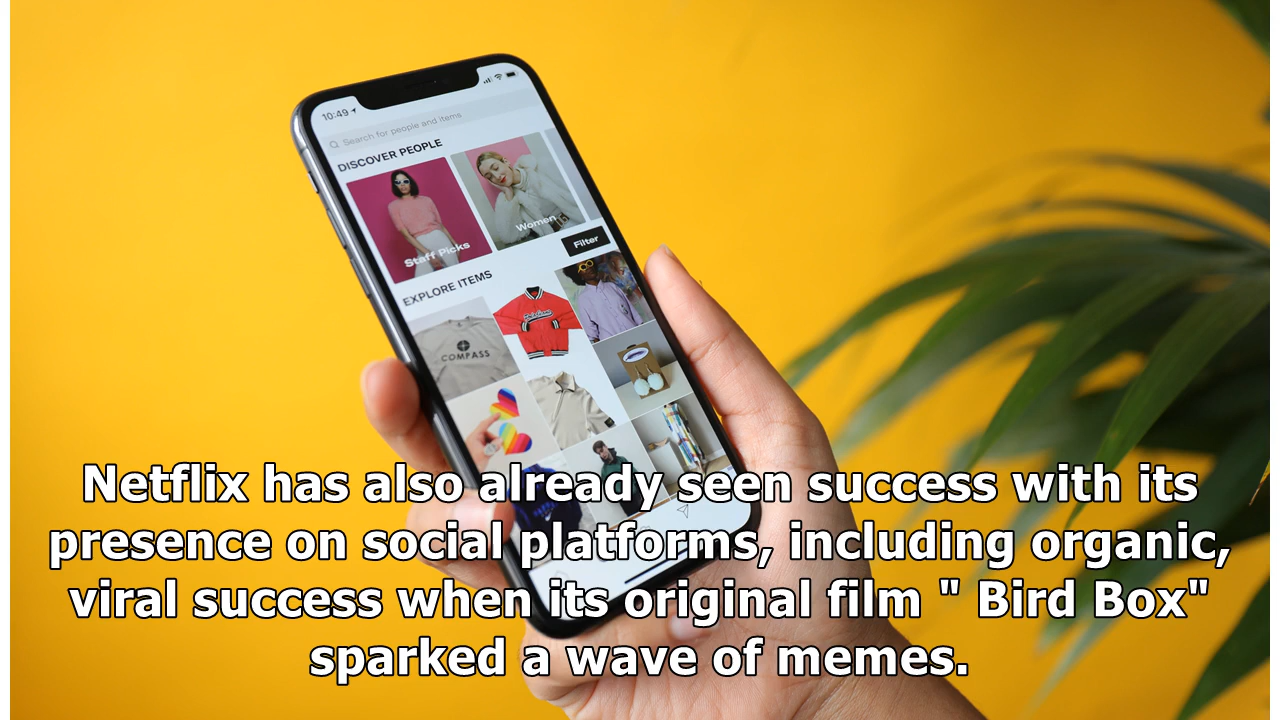 10:49
Search for people and items
DISCOVER PEOPLE
Staff Picks
Women
Filter
EXPLORE ITEMS
COMPASS
Netflix has also already seen success with its
presence on social platforms, including organic,
viral success when its original film " Bird Box"
sparked a wave of memes.